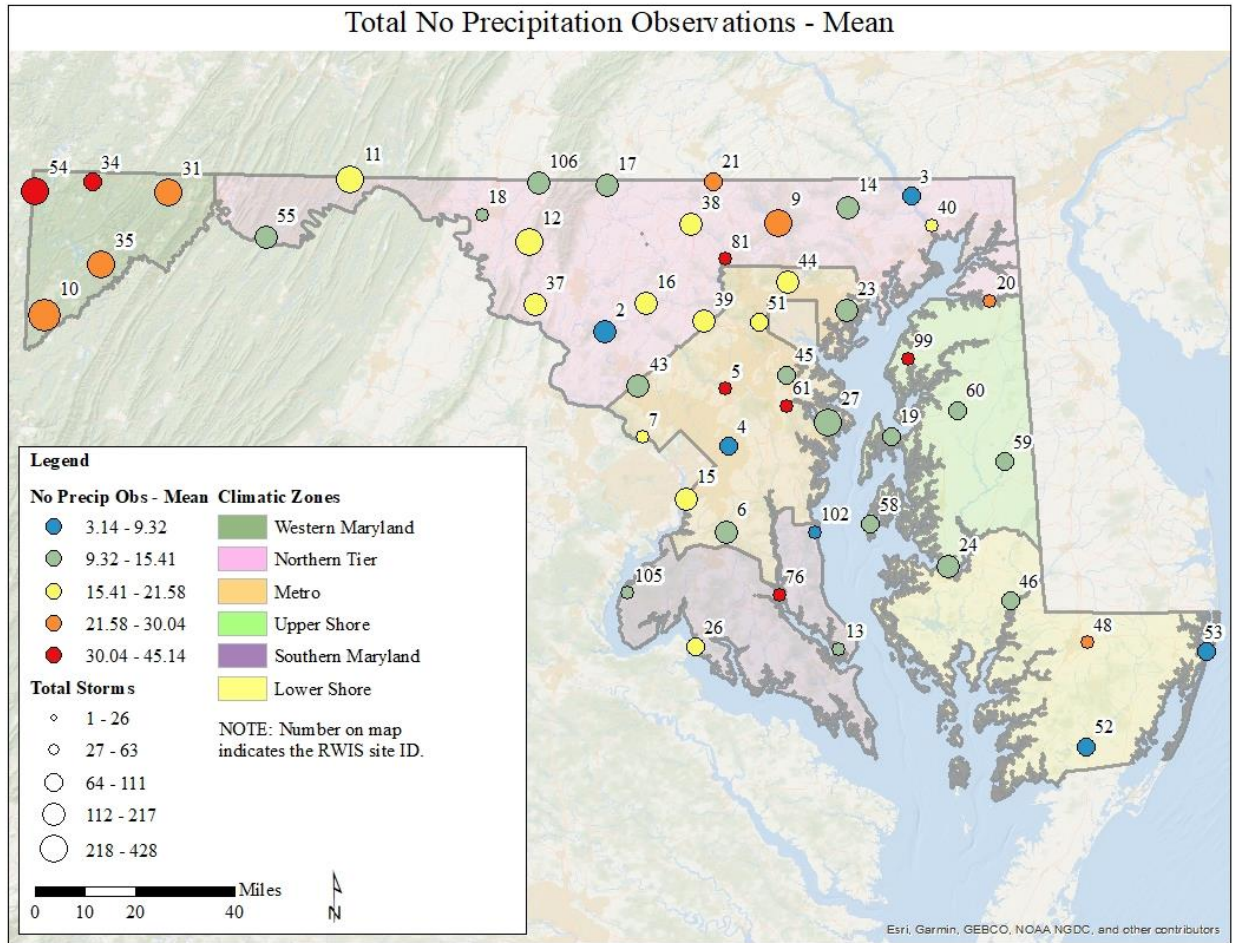 Total No Precipitation Observations - Mean
54
34
31
11
106
17
21
14
3
18
12
38
9
40
55
35
81
44
10
37
16
39
51
23
20
2
99
43
5
45
61
60
27
7
4
19
59
15
6
102
58
24
105
76
46
26
13
48
53
52
Legend
No Precip Obs - Mean Climatic Zones
3.14 - 9.32 Western Maryland
9.32 - 15.41 Northern Tier
15.41 - 21.58 Metro
21.58 - 30.04 Upper Shore
30.04 - 45.14 Southern Maryland
Total Storms Lower Shore
1 - 26
27 - 63
64 - 111
112 - 217
218 - 428
NOTE: Number on map
indicates the RWIS site ID.
Miles
0 10 20 40
N
Esri, Garmin, GEBCO, NOAA NGDC, and other contributors